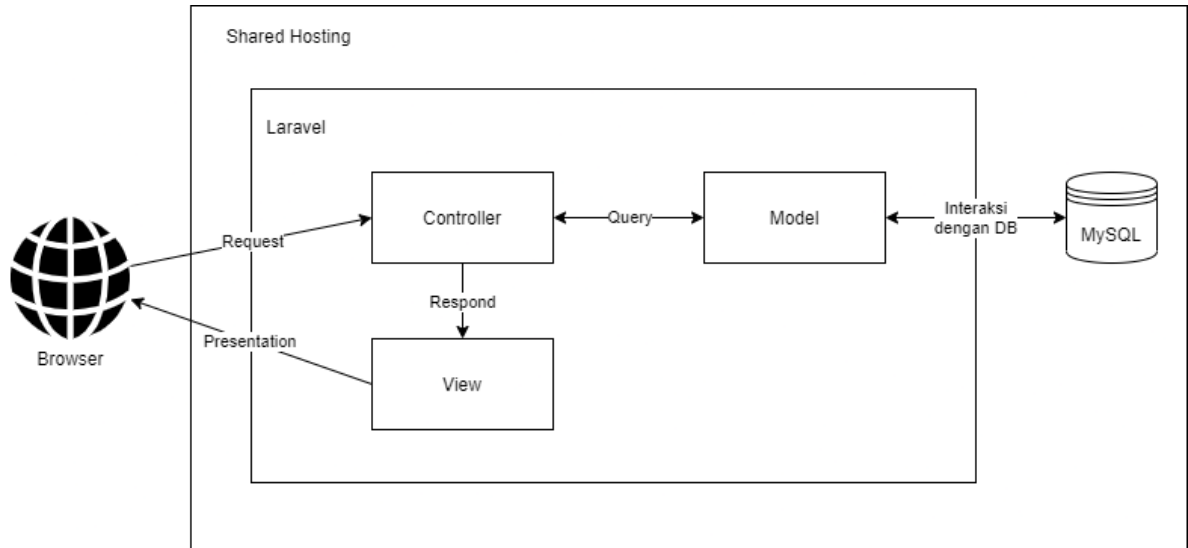 Shared Hosting
Laravel
Controller
Query
Model
Interaksi
dengan DB
MySQL
Request
Respond
Presentation
Browser
View